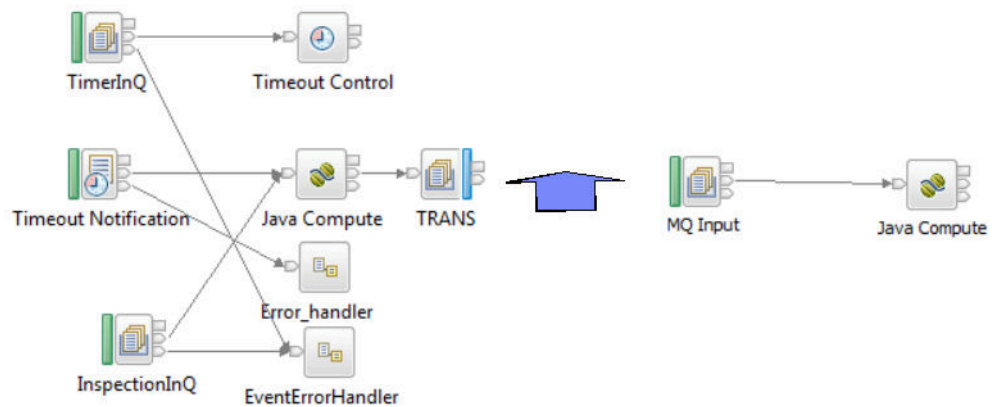 TimerInQ
Timeout Control
Timeout Notification
Java Compute
TRANS
MQ Input
Java Compute
Error_handler
InspectionInQ
EventErrorHandler